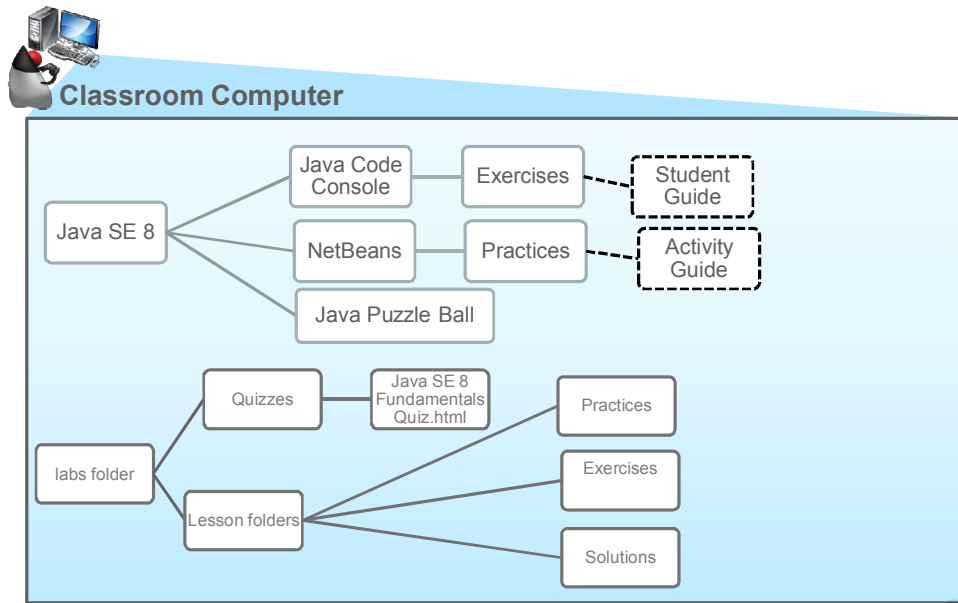 Classroom Computer
Java SE 8
Java Code
Console
Exercises
Student
Guide
NetBeans
Practices
Activity
Guide
Java Puzzle Ball
labs folder
Quizzes
Java SE 8
Fundamentals
Quiz.html
Lesson folders
Practices
Exercises
Solutions